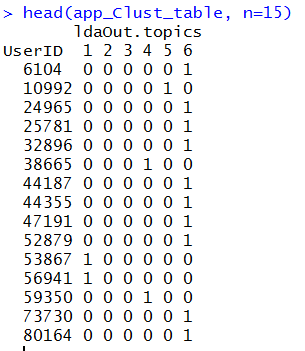 > head(app_Clust_table, n=15)
ldaOut.topics
UserID 1 2 3 4 5 6
6104 0 0 0 0 0 1
10992 0 0 0 0 1 0
24965 0 0 0 0 0 1
25781 0 0 0 0 0 1
32896 0 0 0 0 0 1
38665 0 0 0 1 0 0
44187 0 0 0 0 0 1
44355 0 0 0 0 0 1
47191 0 0 0 0 0 1
52879 0 0 0 0 0 1
53867 1 0 0 0 0 0
56941 1 0 0 0 0 0
59350 0 0 0 1 0 0
73730 0 0 0 0 0 1
80164 0 0 0 0 0 1